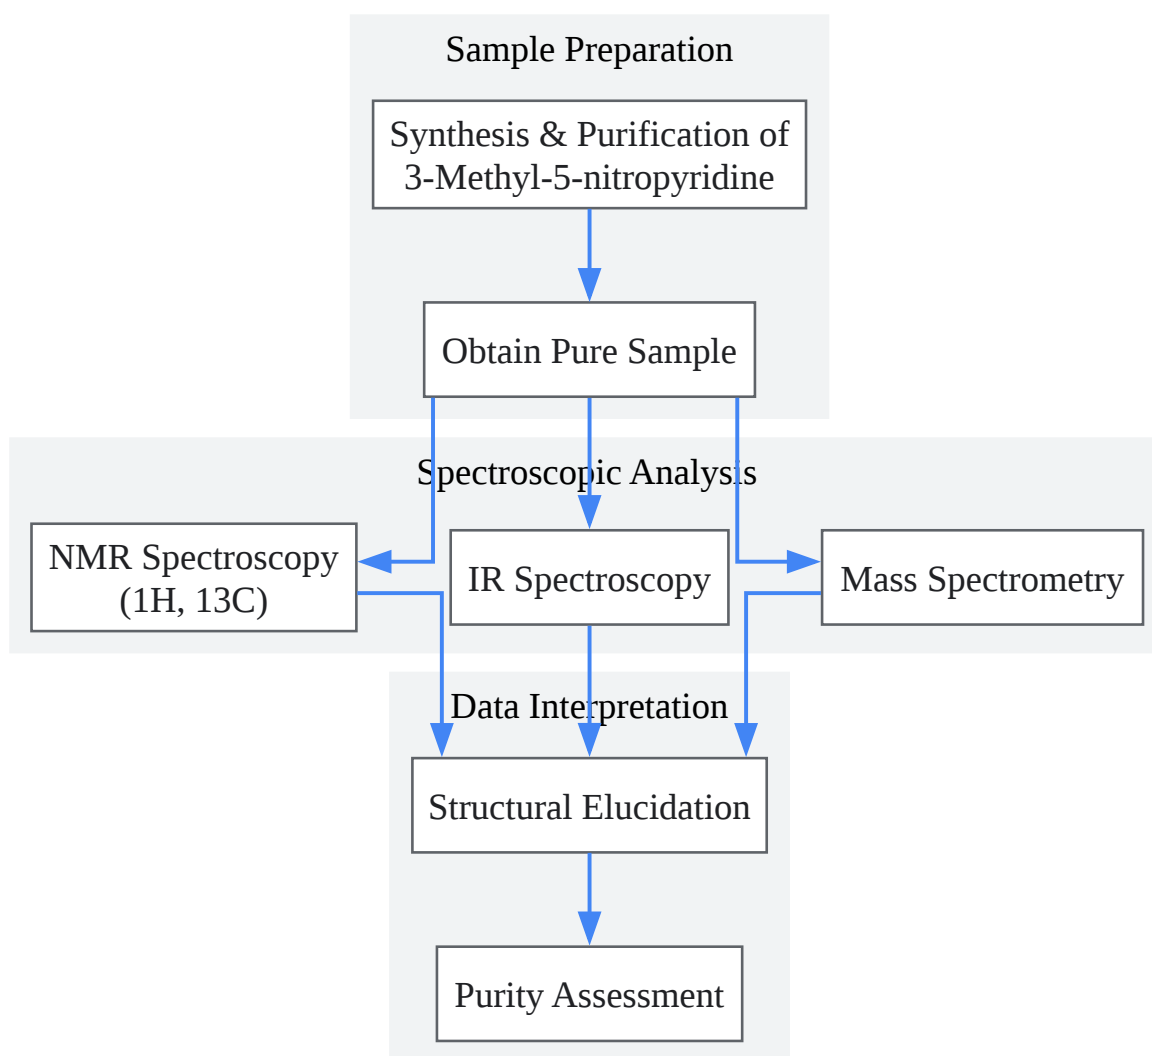 Sample Preparation
Synthesis & Purification of
3-Methyl-5-nitropyridine
Obtain Pure Sample
Spectroscopic Analysis
NMR Spectroscopy
(1H, 13C)
IR Spectroscopy
Mass Spectrometry
Data Interpretation
Structural Elucidation
Purity Assessment